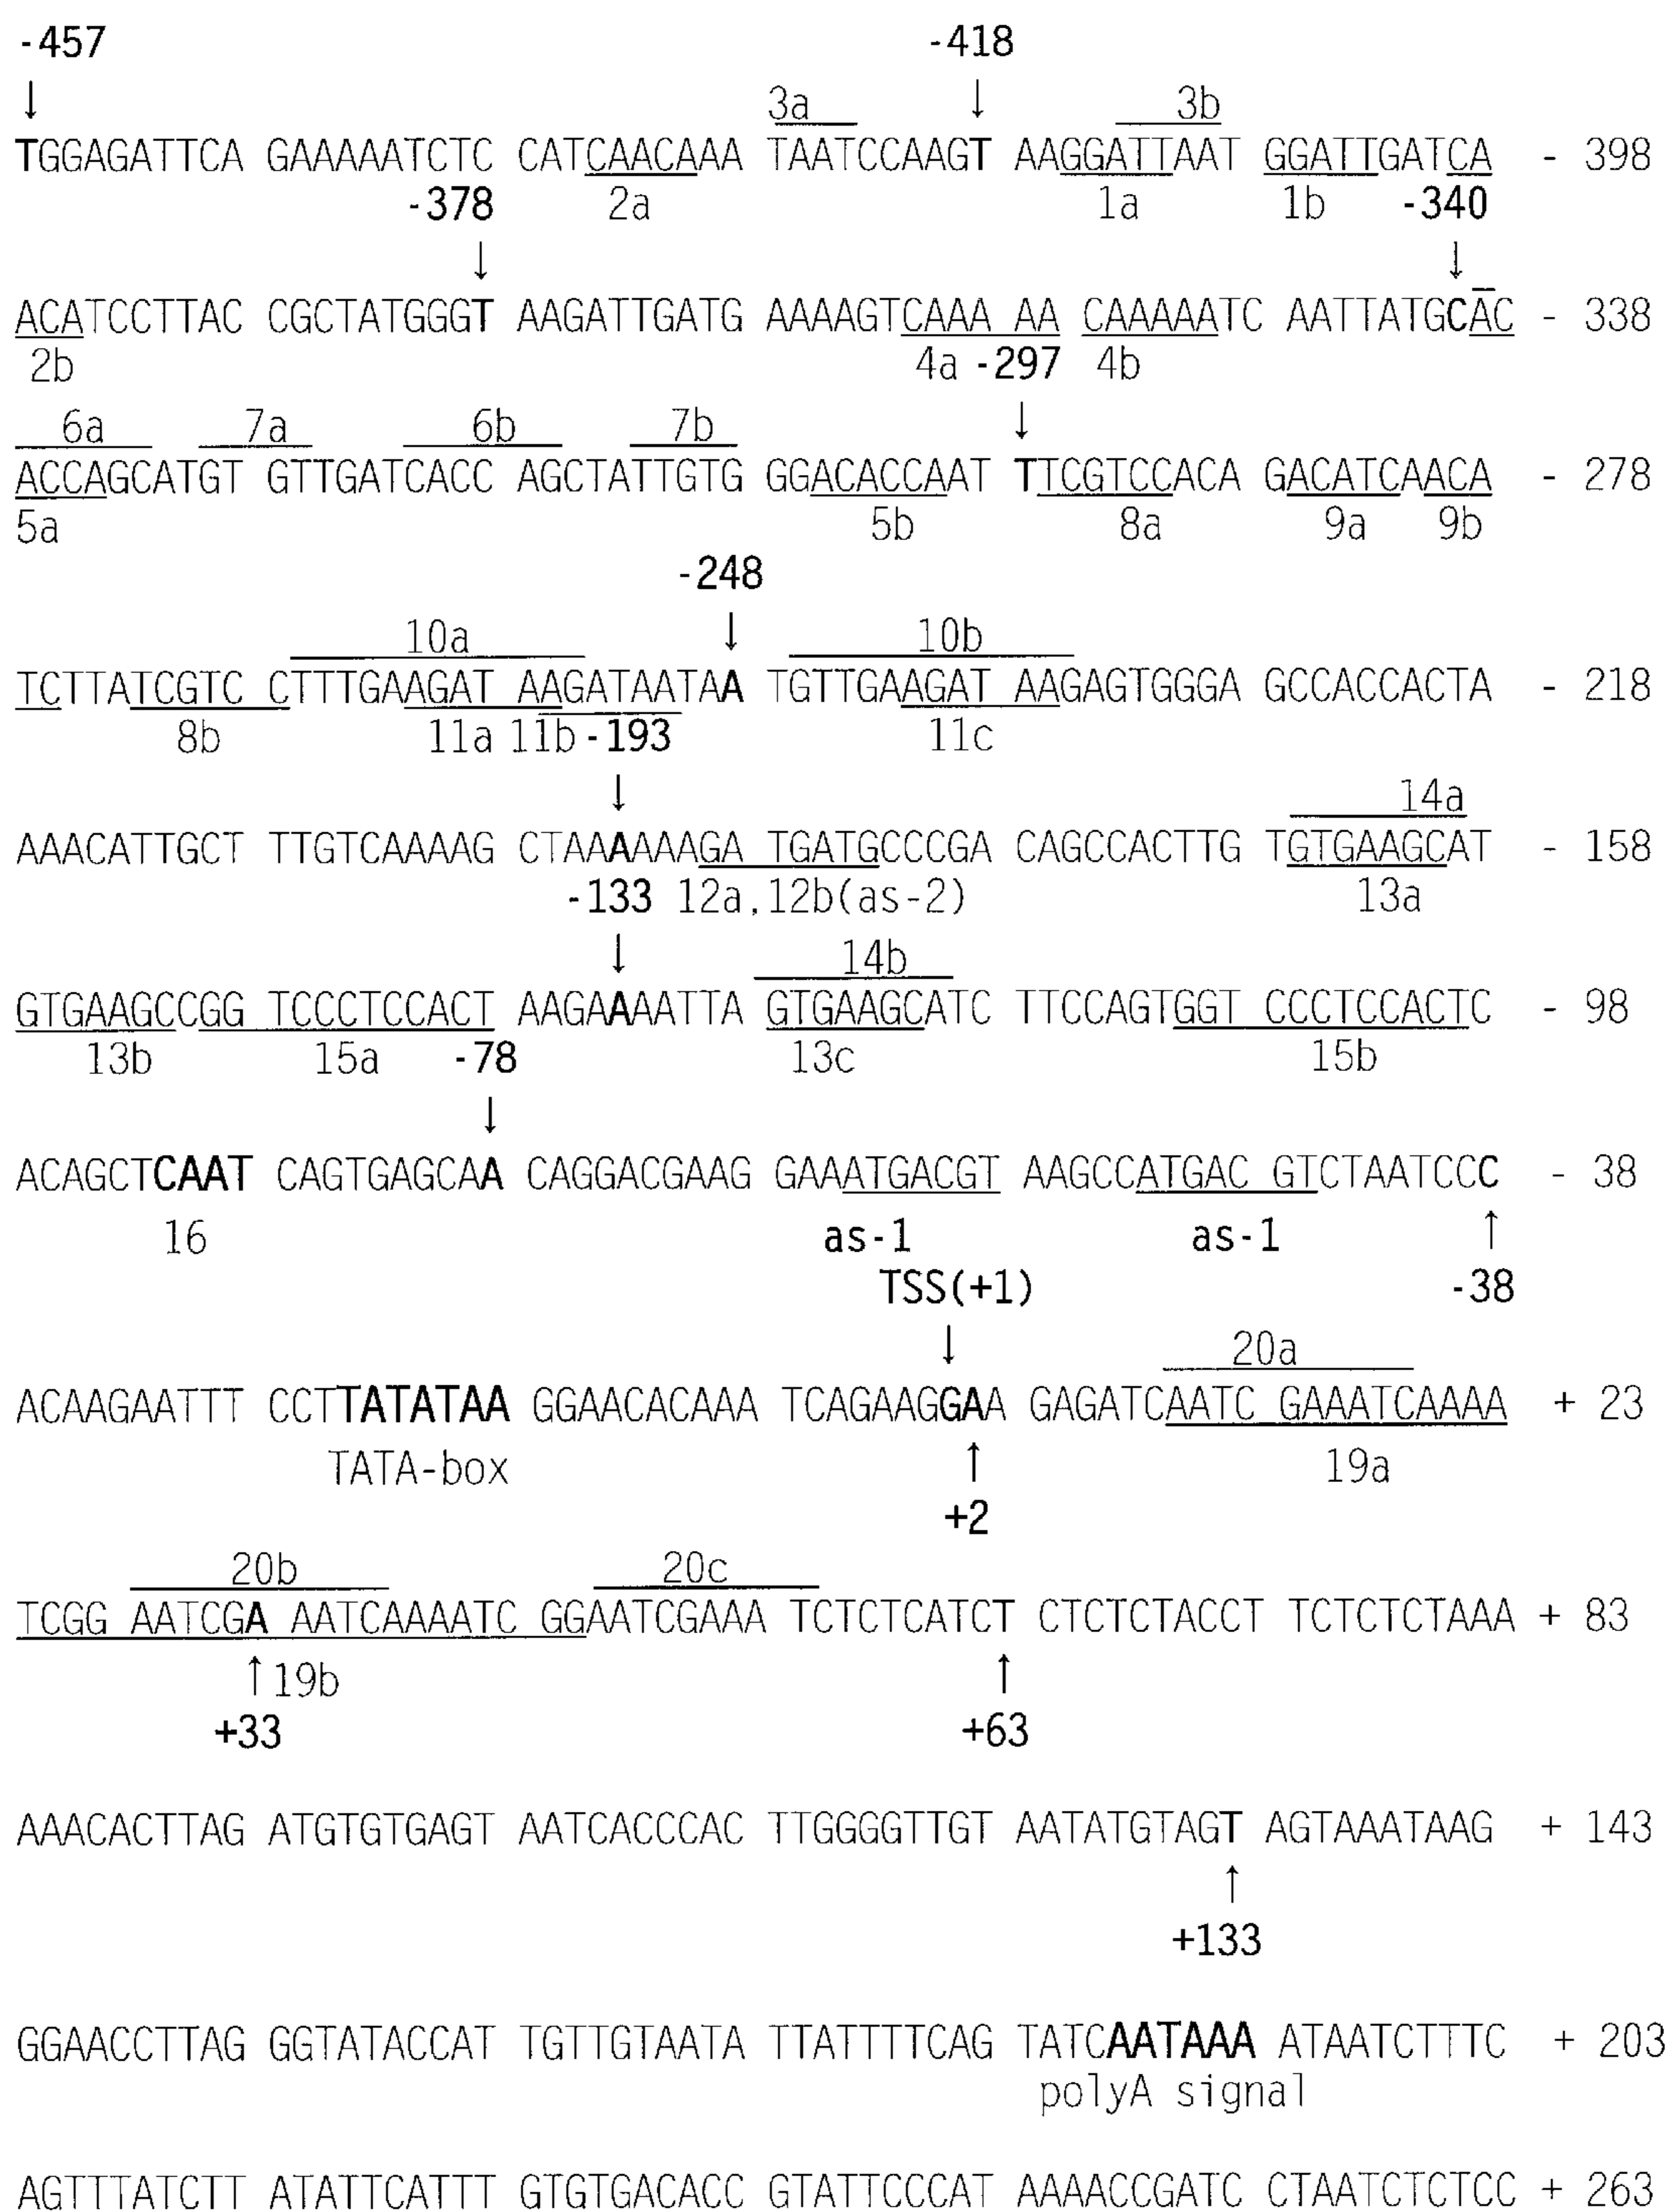 -457 -418
↓ 3a ↓ 3b
TGGAGATTCA GAAAAATCTC CATCAACAAA TAATCCAAGT AAGGATTAAT GGATTGATCA - 398
-378 2a 1a 1b -340
↓ ↓
ACATCCTTAC CGCTATGGGT AAGATTGATG AAAAGTCAAA AA CAAAAATC AATTATGCAC - 338
2b 4a -297 4b
6a 7a 6b 7b ↓
ACCAGCATGT GTTGATCACC AGCTATTGTG GGACACCAAT TTCGTCCACA GACATCAACA - 278
5a 5b 8a 9a 9b
-248
10a ↓ 10b
TCTTATCGTC CTTTGAAGAT AAGATAATAA TGTTGAAGAT AAGAGTGGGA GCCACCACTA - 218
8b 11a 11b -193 11c
↓ 14a
AAACATTGCT TTGTCAAAAG CTAAAAAAGA TGATGCCCGA CAGCCACTTG TGTGAAGCAT - 158
-133 12a,12b(as-2) 13a
↓ 14b
GTGAAGCCGG TCCCTCCACT AAGAAAATTA GTGAAGCATC TTCCAGTGGT CCCTCCACTC - 98
13b 15a -78 13c 15b
↓
ACAGCTCAAT CAGTGAGCAA CAGGACGAAG GAAATGACGT AAGCCATGAC GTCTAATCCC - 38
16 as-1 as-1 ↑
TSS(+1) -38
↓ 20a
ACAAGAATTT CCTTATATAA GGAACACAAA TCAGAAGGAA GAGATCAATC GAAATCAAAA + 23
TATA-box ↑ 19a
+2
20b 20c
TCGG AATCGA AATCAAAATC GGAATCGAAA TCTCTCATCT CTCTCTACCT TCTCTCTAAA + 83
↑ 19b ↑
+33 +63
AAACACTTAG ATGTGTGAGT AATCACCCAC TTGGGGTTGT AATATGTAGT AGTAAATAAG + 143
↑
+133
GGAACCTTAG GGTATACCAT TGTTGTAATA TTATTTTCAG TATCAATAAA ATAATCTTTC + 203
polyA signal
AGTTTATCTT ATATTCATTT GTGTGACACC GTATTCCCAT AAAACCGATC CTAATCTCTCC + 263